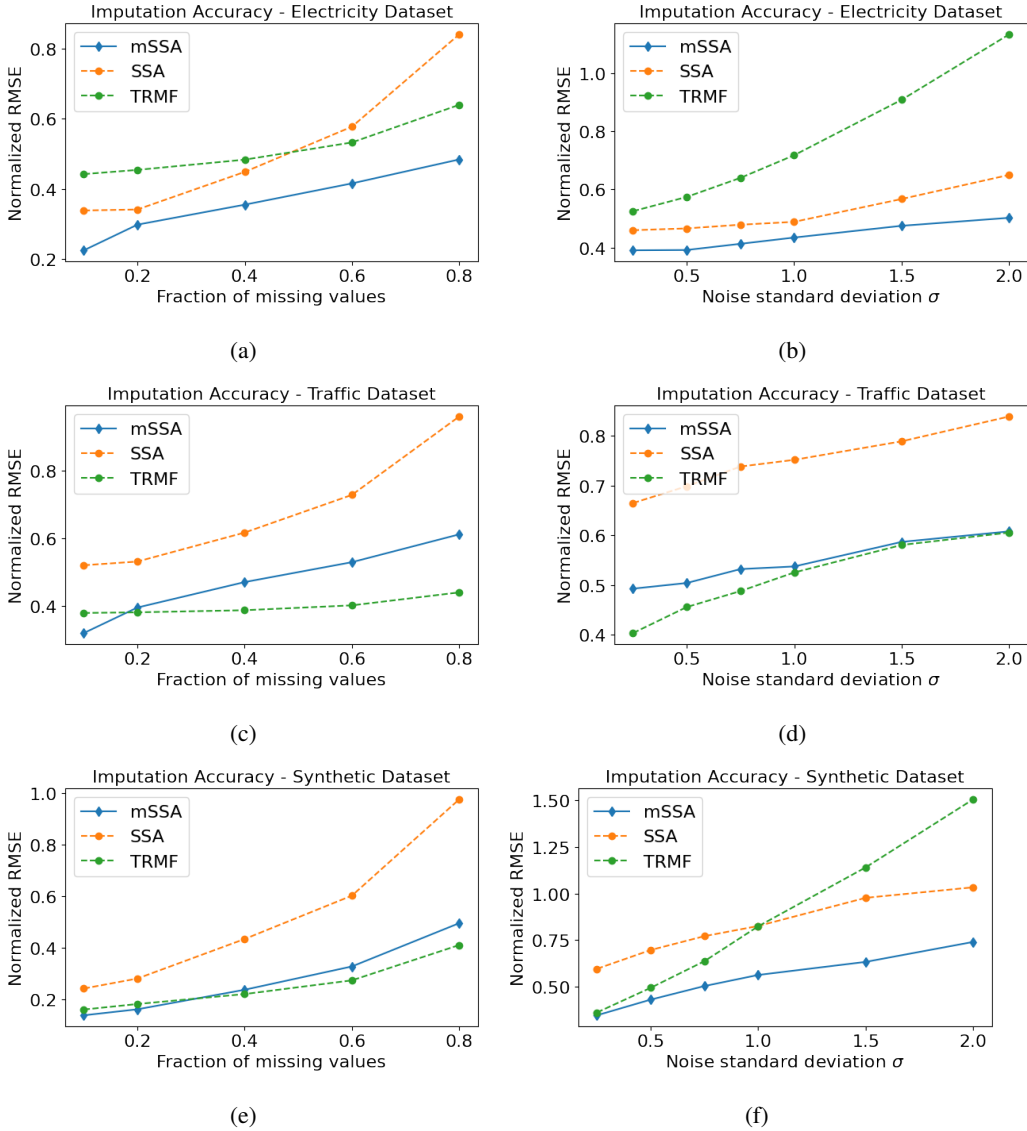 Imputation Accuracy - Electricity Dataset
Normalized RMSE
0.8
0.6
0.4
0.2
mSSA
SSA
TRMF
0.2 0.4 0.6 0.8
Fraction of missing values
(a)
Imputation Accuracy - Electricity Dataset
Normalized RMSE
1.0
0.8
0.6
0.4
mSSA
SSA
TRMF
0.5 1.0 1.5 2.0
Noise standard deviation σ
(b)
Imputation Accuracy - Traffic Dataset
Normalized RMSE
0.8
0.6
0.4
mSSA
SSA
TRMF
0.2 0.4 0.6 0.8
Fraction of missing values
(c)
Imputation Accuracy - Traffic Dataset
Normalized RMSE
0.8
0.7
0.6
0.5
0.4
mSSA
SSA
TRMF
0.5 1.0 1.5 2.0
Noise standard deviation σ
(d)
Imputation Accuracy - Synthetic Dataset
Normalized RMSE
1.0
0.8
0.6
0.4
0.2
mSSA
SSA
TRMF
0.2 0.4 0.6 0.8
Fraction of missing values
(e)
Imputation Accuracy - Synthetic Dataset
Normalized RMSE
1.50
1.25
1.00
0.75
0.50
mSSA
SSA
TRMF
0.5 1.0 1.5 2.0
Noise standard deviation σ
(f)